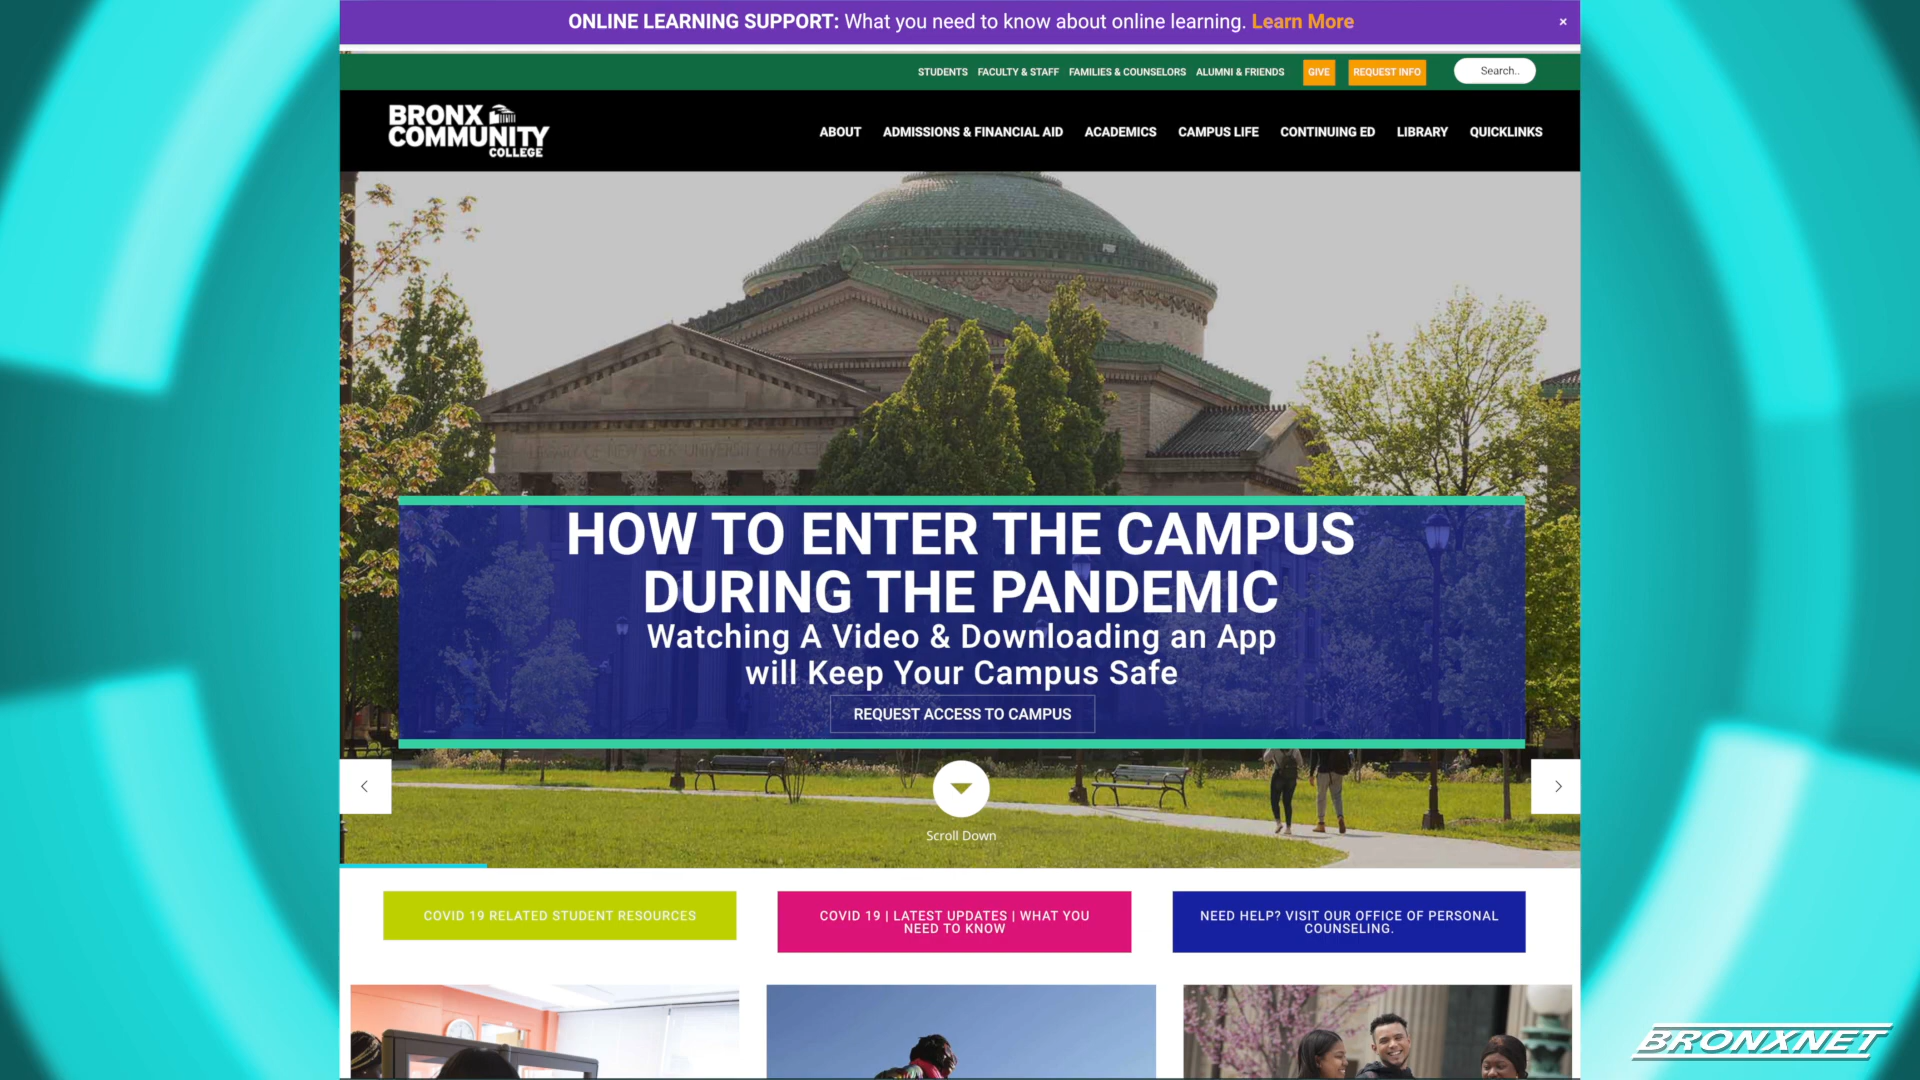 ONLINE LEARNING SUPPORT: What you need to know about online learning. Learn More ×
STUDENTS FACULTY & STAFF FAMILIES & COUNSELORS ALUMNI & FRIENDS GIVE REQUEST INFO Search..
BRONX
COMMUNITY
COLLEGE
ABOUT ADMISSIONS & FINANCIAL AID ACADEMICS CAMPUS LIFE CONTINUING ED LIBRARY QUICKLINKS
HOW TO ENTER THE CAMPUS
DURING THE PANDEMIC
Watching A Video & Downloading an App
will Keep Your Campus Safe
REQUEST ACCESS TO CAMPUS
Scroll Down
COVID 19 RELATED STUDENT RESOURCES
COVID 19 | LATEST UPDATES | WHAT YOU
NEED TO KNOW
NEED HELP? VISIT OUR OFFICE OF PERSONAL
COUNSELING.
BRONXNET